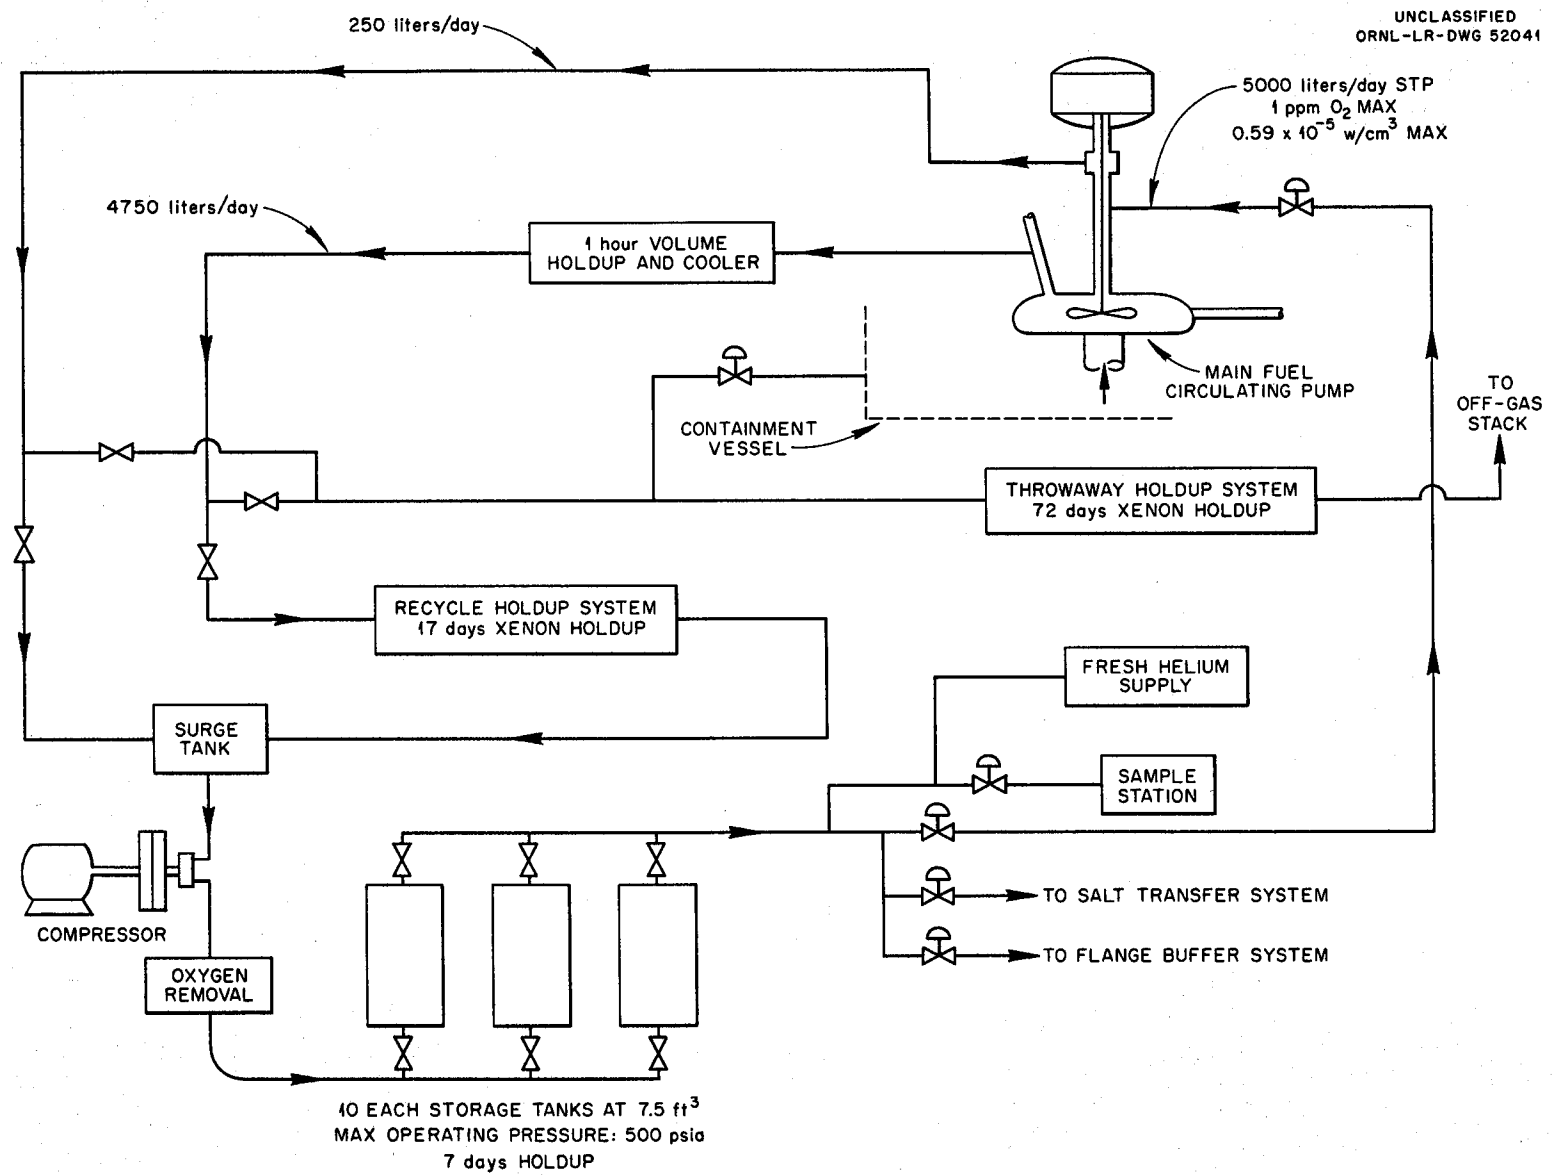 UNCLASSIFIED
ORNL-LR-DWG 52041
250 liters/day
5000 liters/day STP
1 ppm O₂ MAX
0.59 x 10⁻⁵ w/cm³ MAX
4750 liters/day
1 hour VOLUME
HOLDUP AND COOLER
MAIN FUEL
CIRCULATING PUMP
TO
OFF-GAS
STACK
CONTAINMENT
VESSEL
THROWAWAY HOLDUP SYSTEM
72 days XENON HOLDUP
RECYCLE HOLDUP SYSTEM
17 days XENON HOLDUP
FRESH HELIUM
SUPPLY
SURGE
TANK
SAMPLE
STATION
COMPRESSOR
TO SALT TRANSFER SYSTEM
TO FLANGE BUFFER SYSTEM
OXYGEN
REMOVAL
10 EACH STORAGE TANKS AT 7.5 ft³
MAX OPERATING PRESSURE: 500 psia
7 days HOLDUP